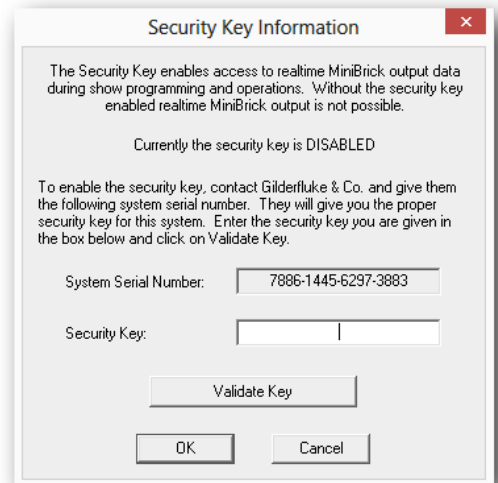 Security Key Information
The Security Key enables access to realtime MiniBrick output data
during show programming and operations. Without the security key
enabled realtime MiniBrick output is not possible.
Currently the security key is DISABLED
To enable the security key, contact Gilderfluke & Co. and give them
the following system serial number. They will give you the proper
security key for this system. Enter the security key you are given in
the box below and click on Validate Key.
System Serial Number: 7886-1445-6297-3883
Security Key:
Validate Key
OK Cancel